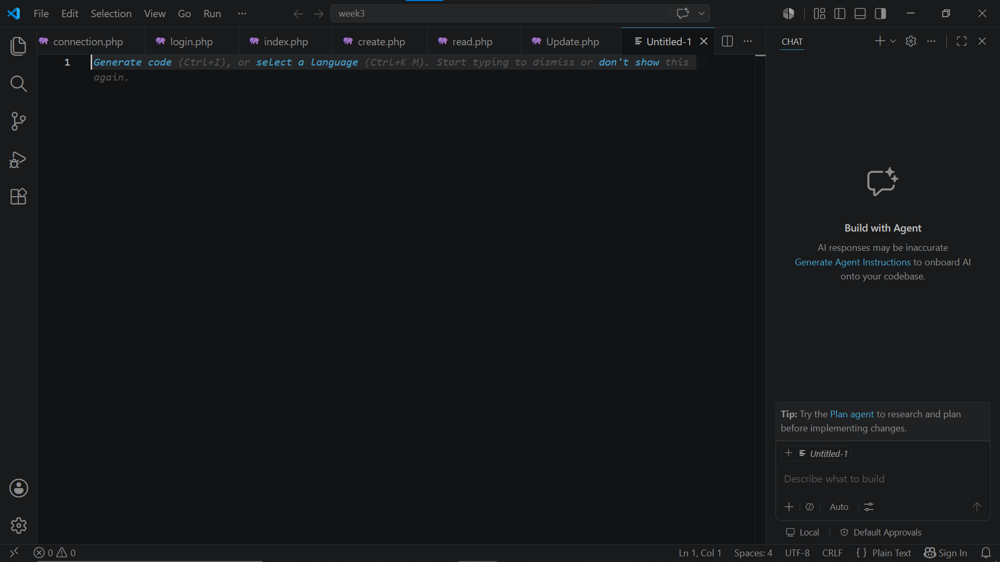 File Edit Selection View Go Run ...
week3
connection.php login.php index.php create.php read.php Update.php Untitled-1
CHAT
1 Generate code (Ctrl+I), or select a language (Ctrl+K M). Start typing to dismiss or don't show this
again.
Build with Agent
AI responses may be inaccurate
Generate Agent Instructions to onboard AI
onto your codebase.
Tip: Try the Plan agent to research and plan
before implementing changes.
Untitled-1
Describe what to build
Auto
Local Default Approvals
0 0 Ln 1, Col 1 Spaces: 4 UTF-8 CRLF { } Plain Text Sign In